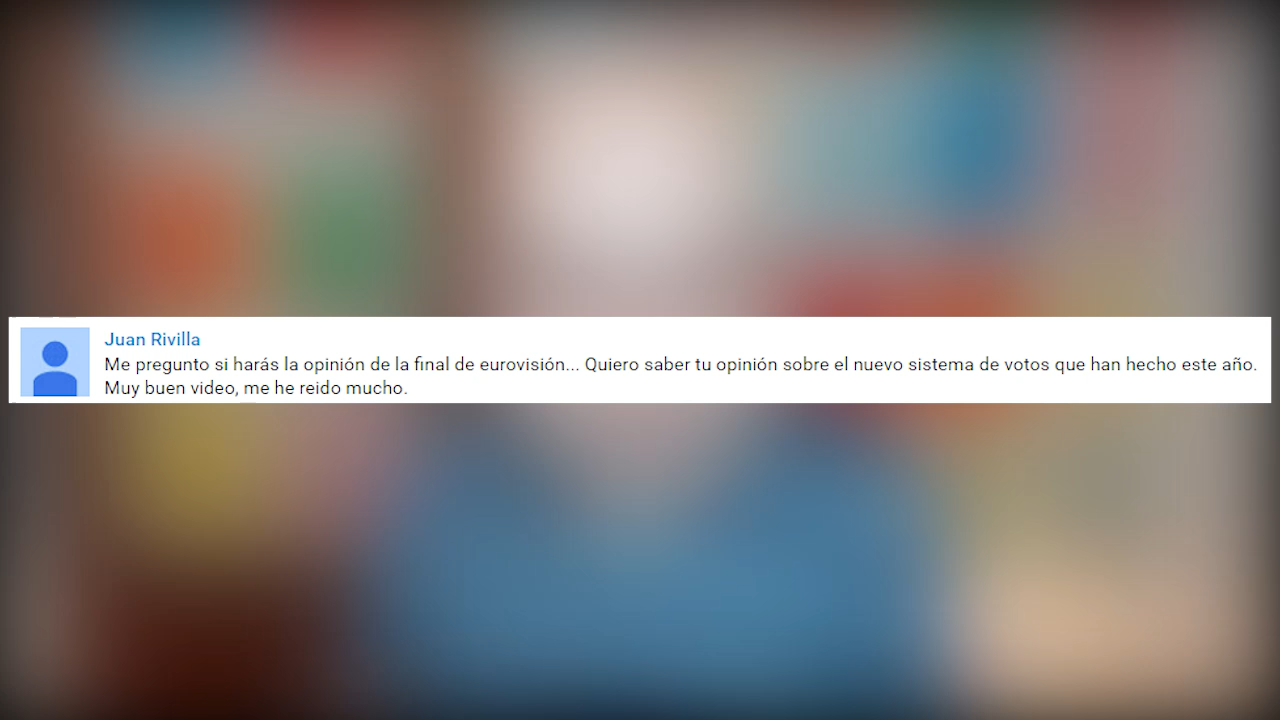 Juan Rivilla
Me pregunto si harás la opinión de la final de eurovisión... Quiero saber tu opinión sobre el nuevo sistema de votos que han hecho este año.
Muy buen video, me he reido mucho.